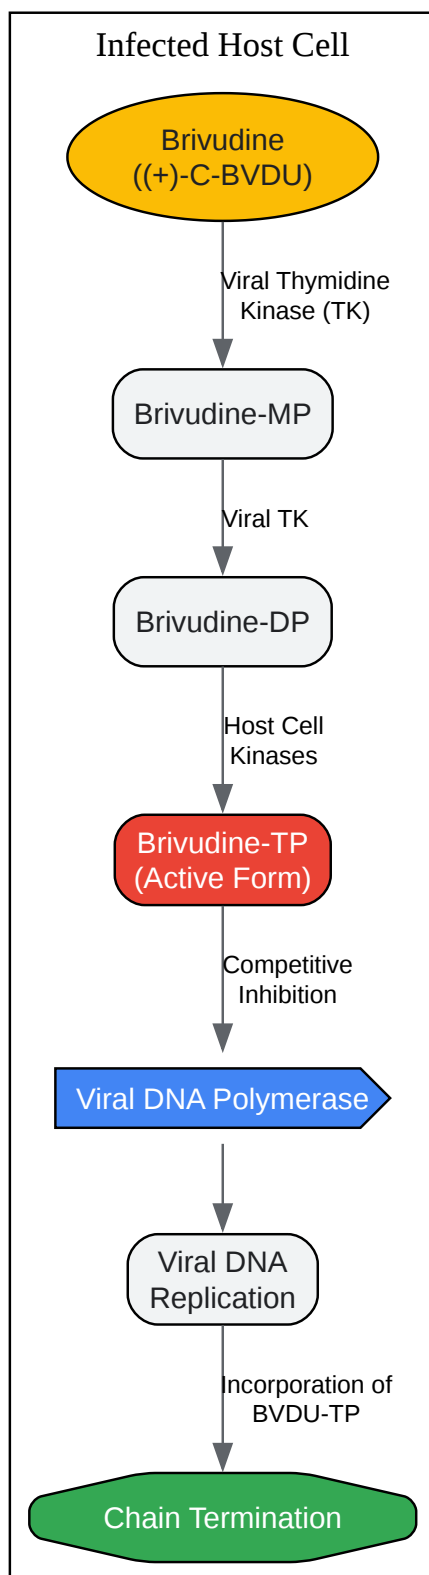 Infected Host Cell
Brivudine
((+)-C-BVDU)
Viral Thymidine
Kinase (TK)
Brivudine-MP
Viral TK
Brivudine-DP
Host Cell
Kinases
Brivudine-TP
(Active Form)
Competitive
Inhibition
Viral DNA Polymerase
Viral DNA
Replication
Incorporation of
BVDU-TP
Chain Termination